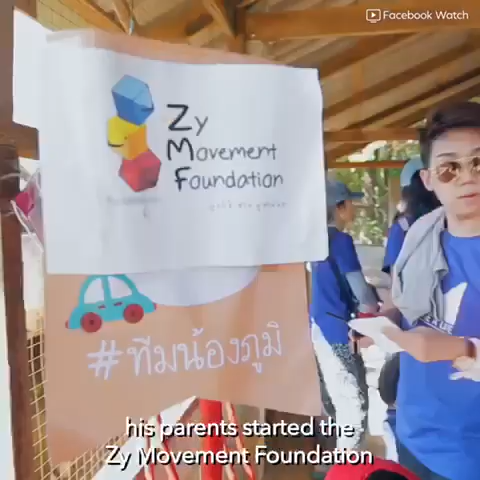 Facebook Watch
Zy
Movement
Foundation
#ทีมน้องภูมิ
his parents started the
Zy Movement Foundation